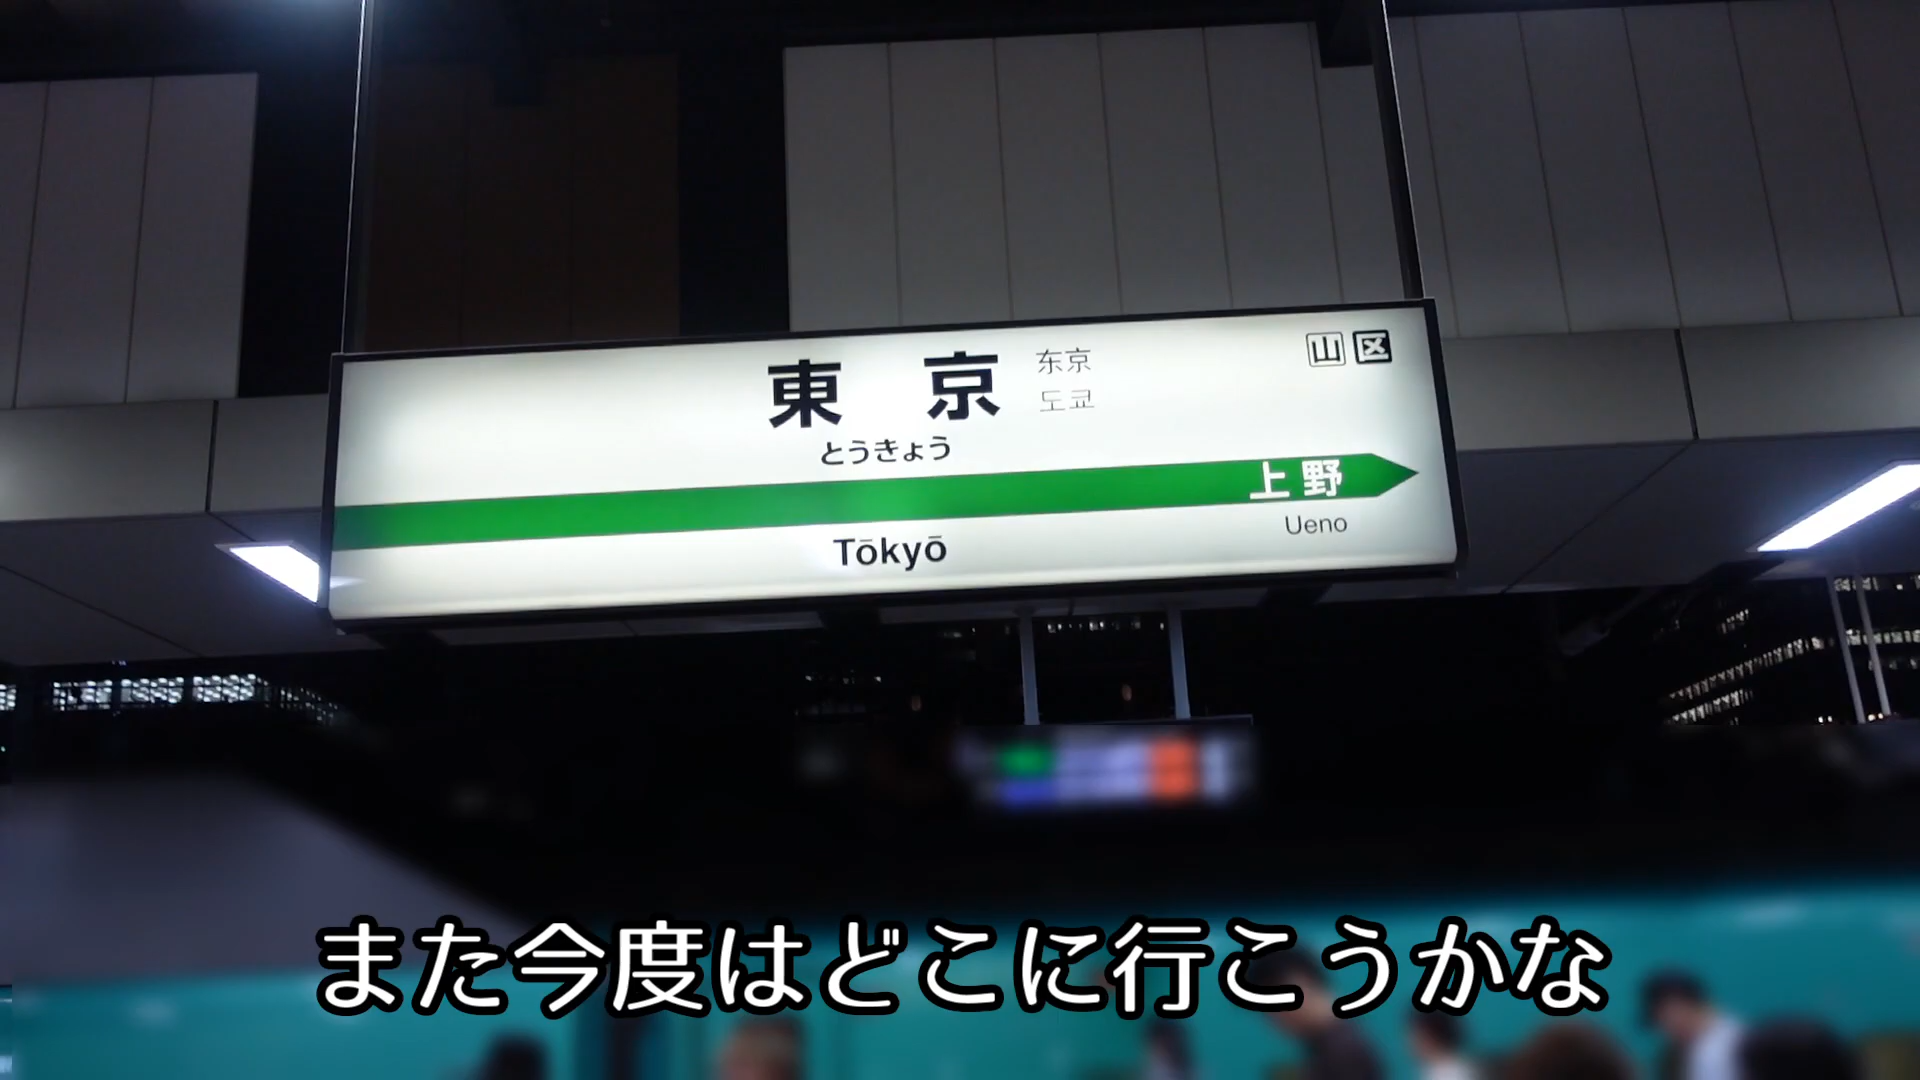 東京
东京
도쿄
山 区
とうきょう
上野
Ueno
Tōkyō
また今度はどこに行こうかな